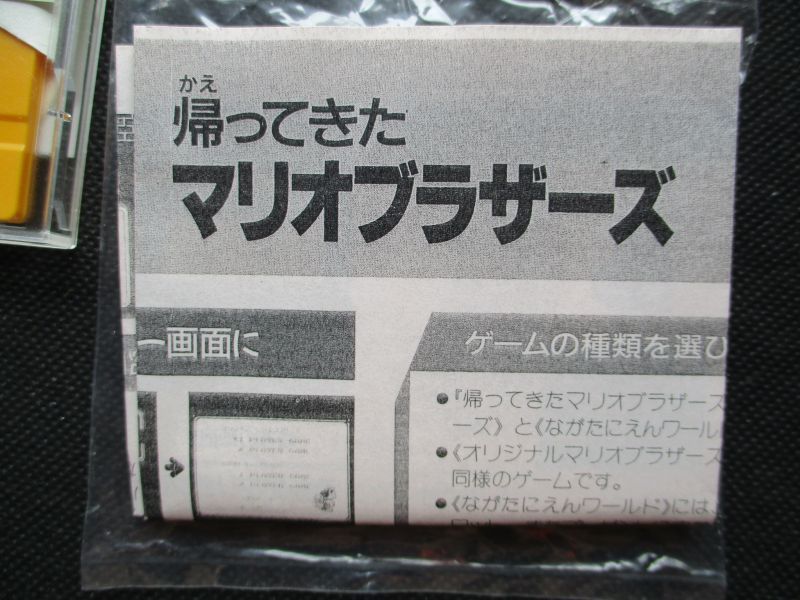 かえ
帰ってきた
マリオブラザーズ
ー画面に
ゲームの種類を選び
●『帰ってきたマリオブラザーズ
ーズ》と《ながたにえんワール
●《オリジナルマリオブラザーズ
同様のゲームです。
●《ながたにえんワールド》には、